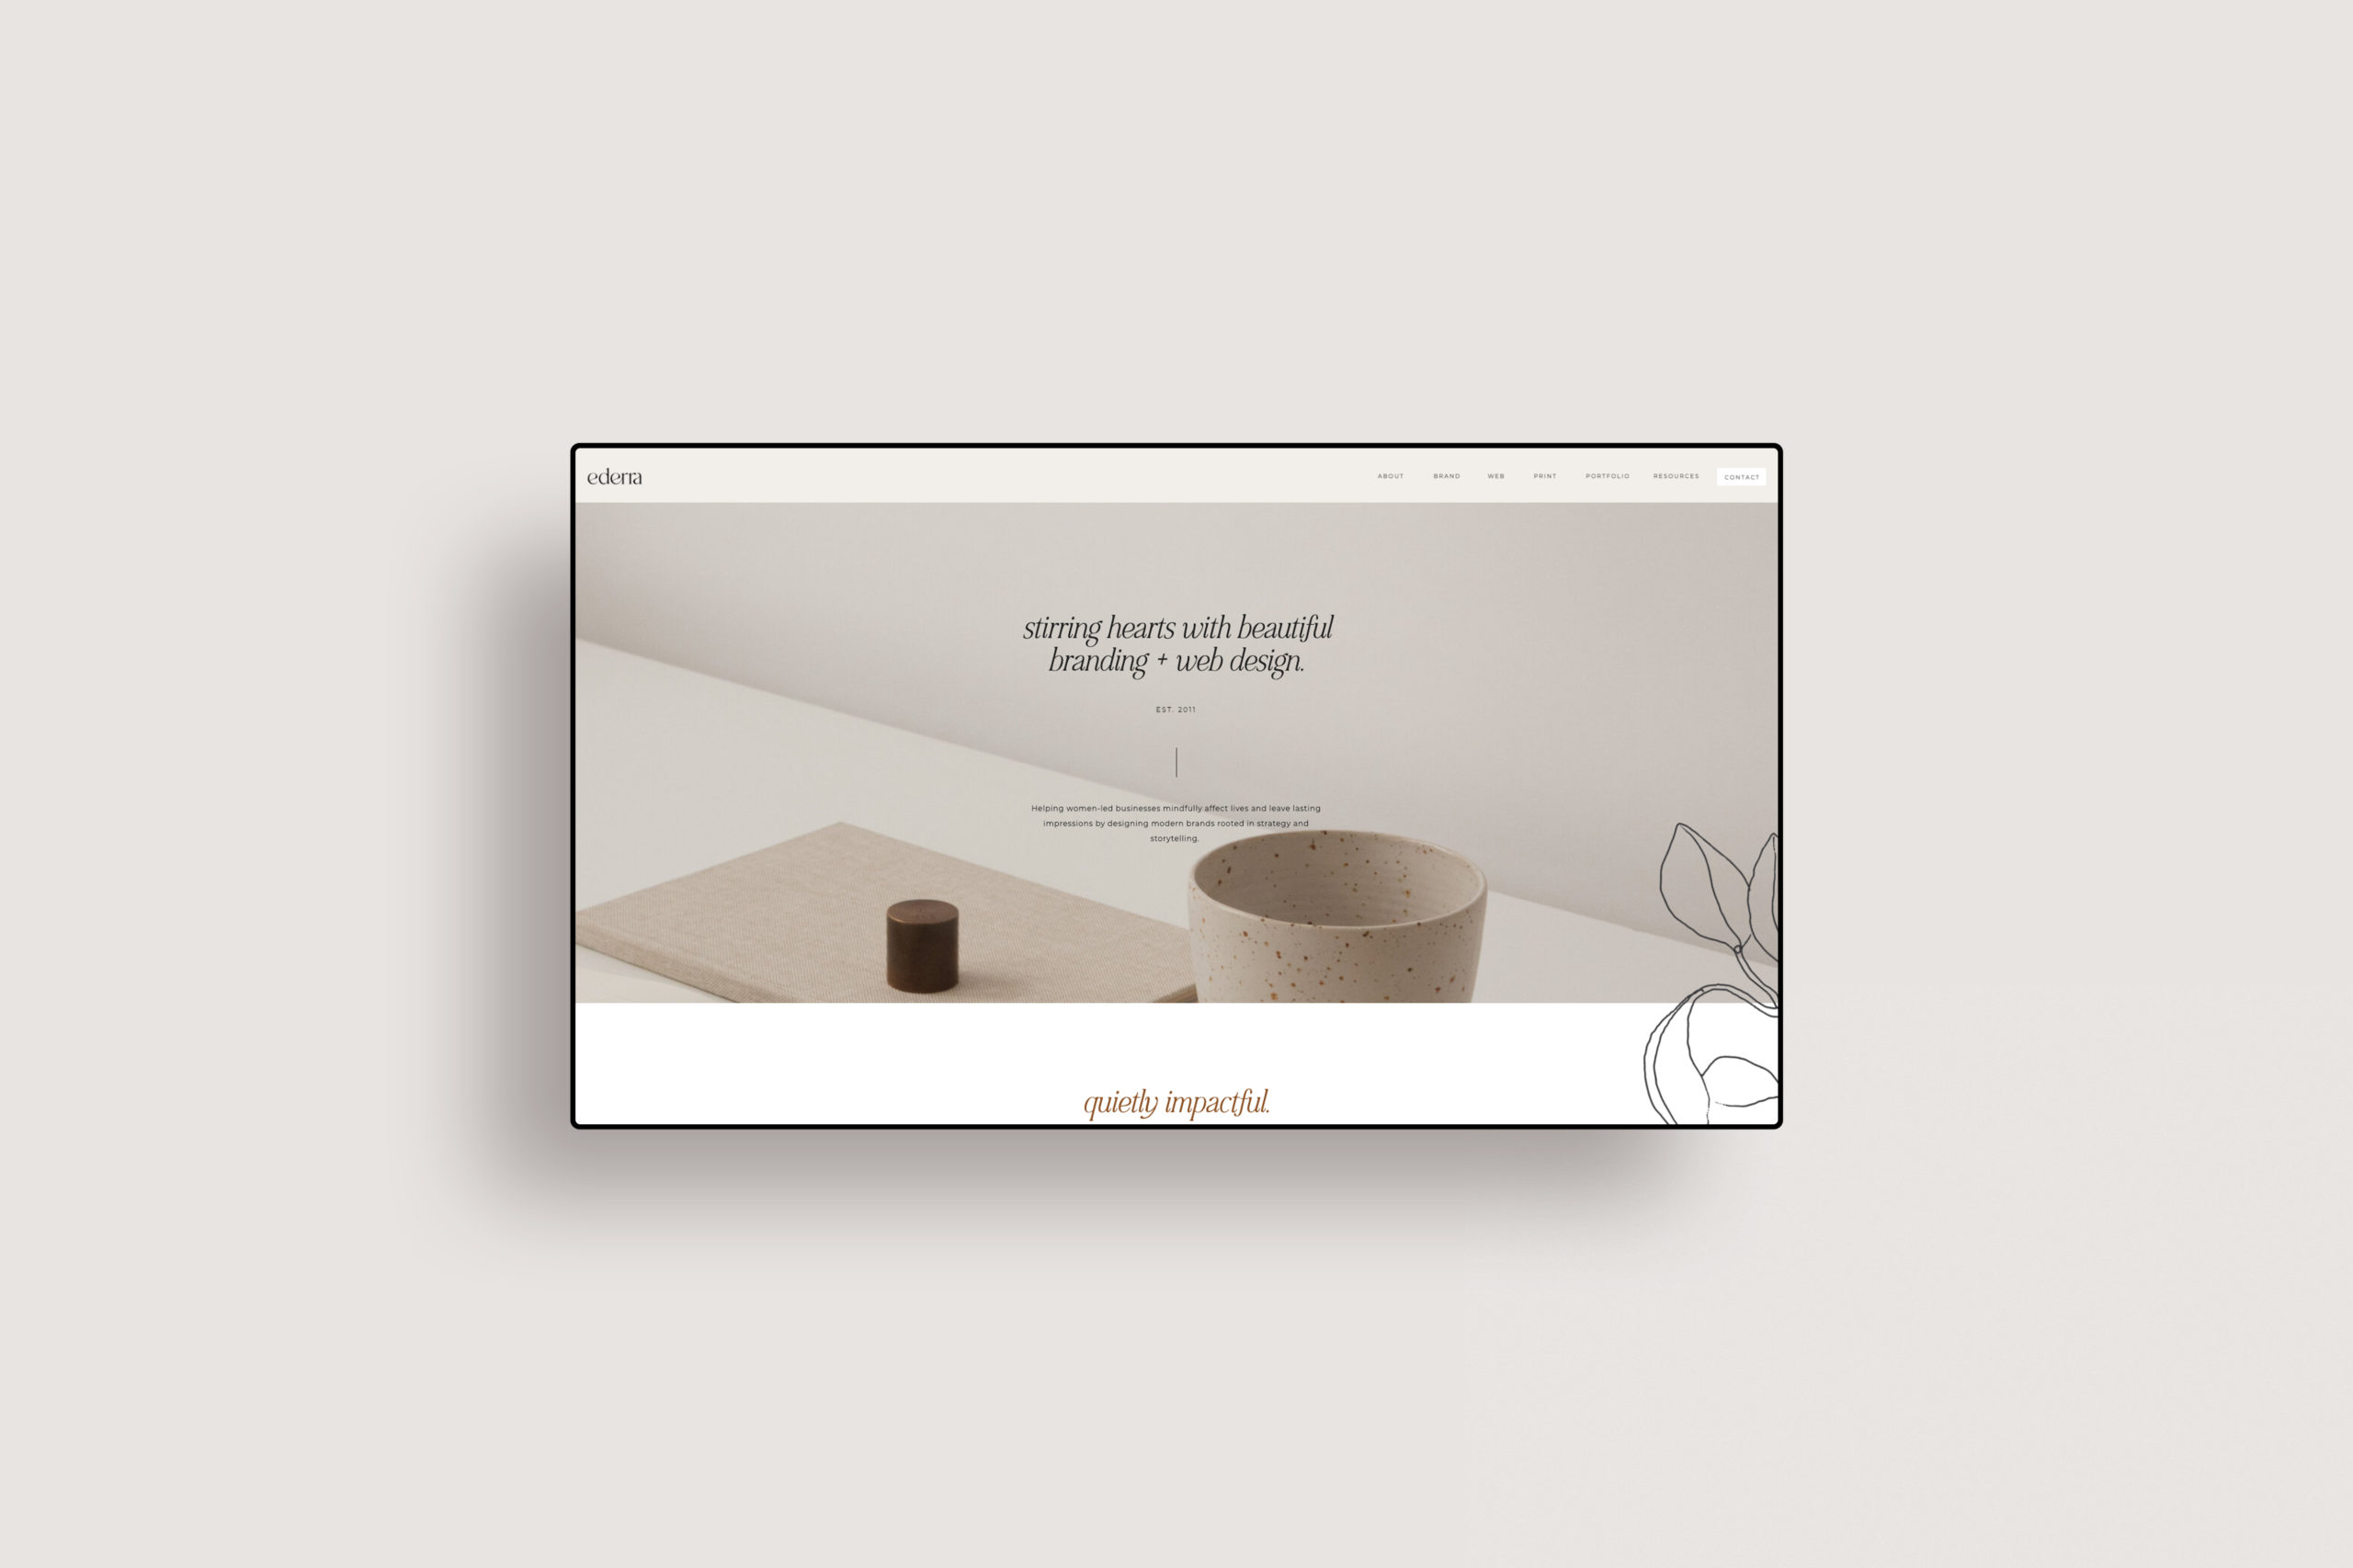 ederra
ABOUT BRAND WEB PRINT PORTFOLIO RESOURCES CONTACT
stirring hearts with beautiful
branding + web design.
EST. 2011
Helping women-led businesses mindfully affect lives and leave lasting
impressions by designing modern brands rooted in strategy and
storytelling.
quietly impactful.